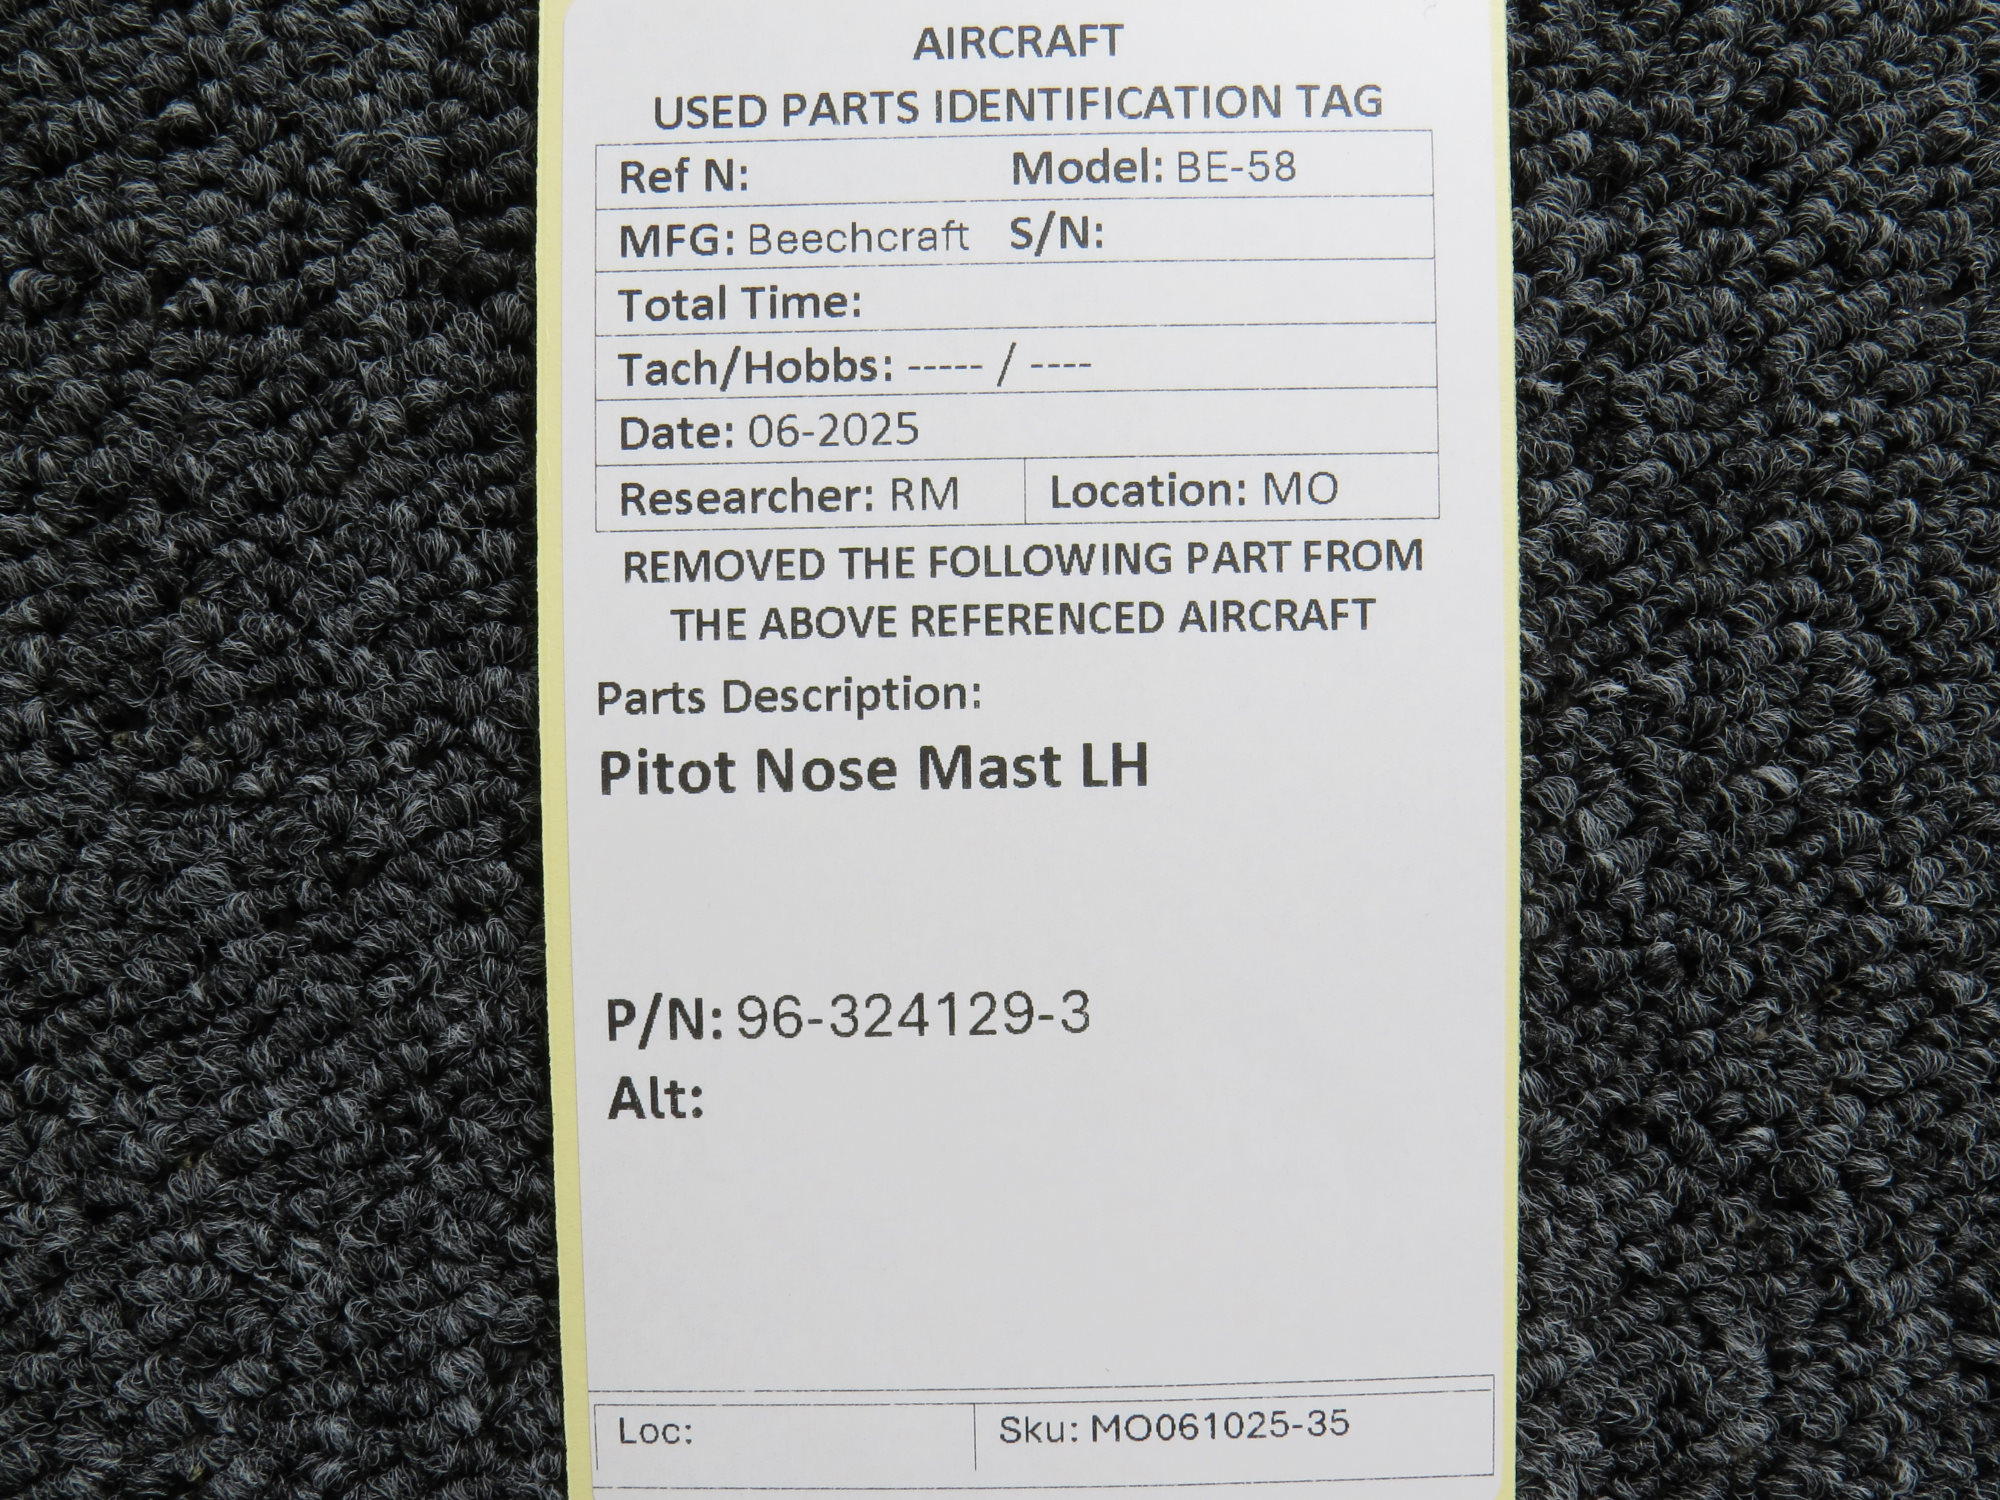 AIRCRAFT
USED PARTS IDENTIFICATION TAG
Ref N: Model: BE-58
MFG: Beechcraft S/N:
Total Time:
Tach/Hobbs: ----- / ----
Date: 06-2025
Researcher: RM Location: MO
REMOVED THE FOLLOWING PART FROM
THE ABOVE REFERENCED AIRCRAFT
Parts Description:
Pitot Nose Mast LH
P/N: 96-324129-3
Alt:
Loc: Sku: MO061025-35